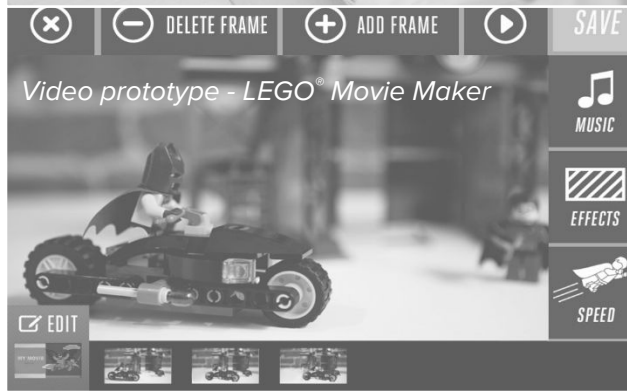 DELETE FRAME
ADD FRAME
SAVE
Video prototype - LEGO® Movie Maker
MUSIC
EFFECTS
SPEED
EDIT